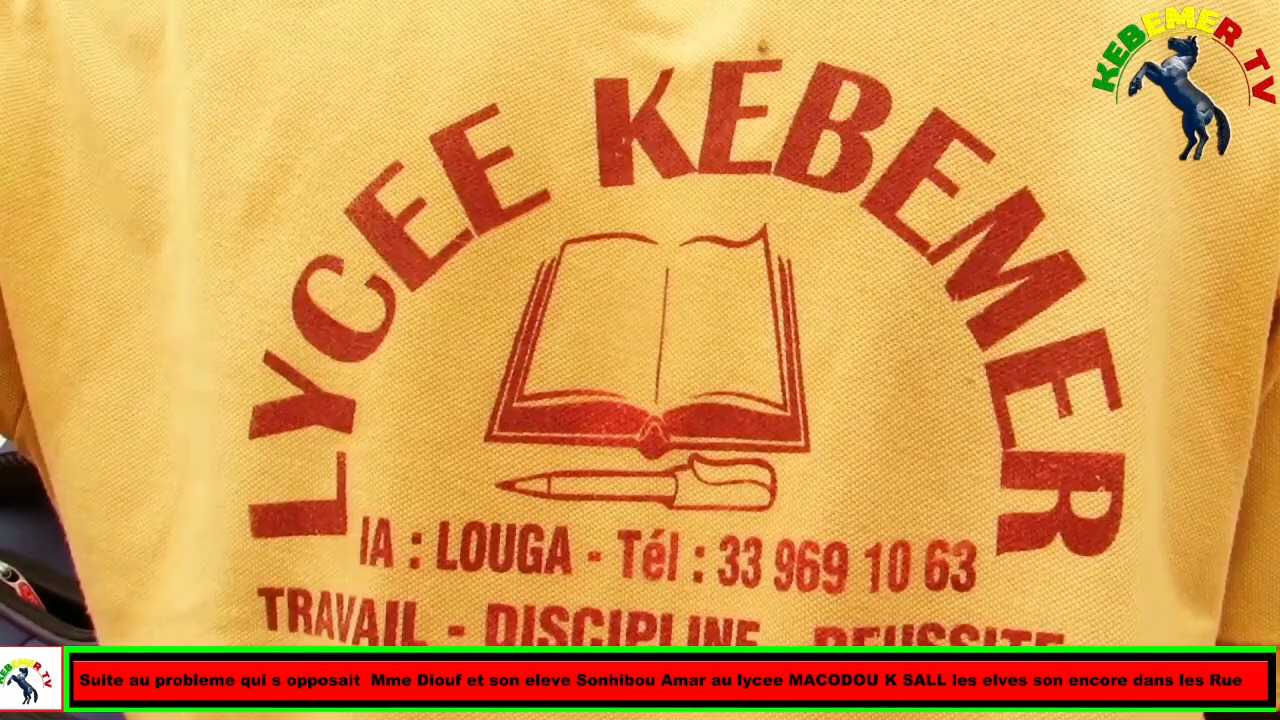 KEBEMER TV
LYCEE KEBEMER
IA : LOUGA - Tél : 33 969 10 63
TRAVAIL - DISCIPLINE - REUSSITE
KEBEMER TV
Suite au probleme qui s opposait Mme Diouf et son eleve Sonhibou Amar au lycee MACODOU K SALL les elves son encore dans les Rue